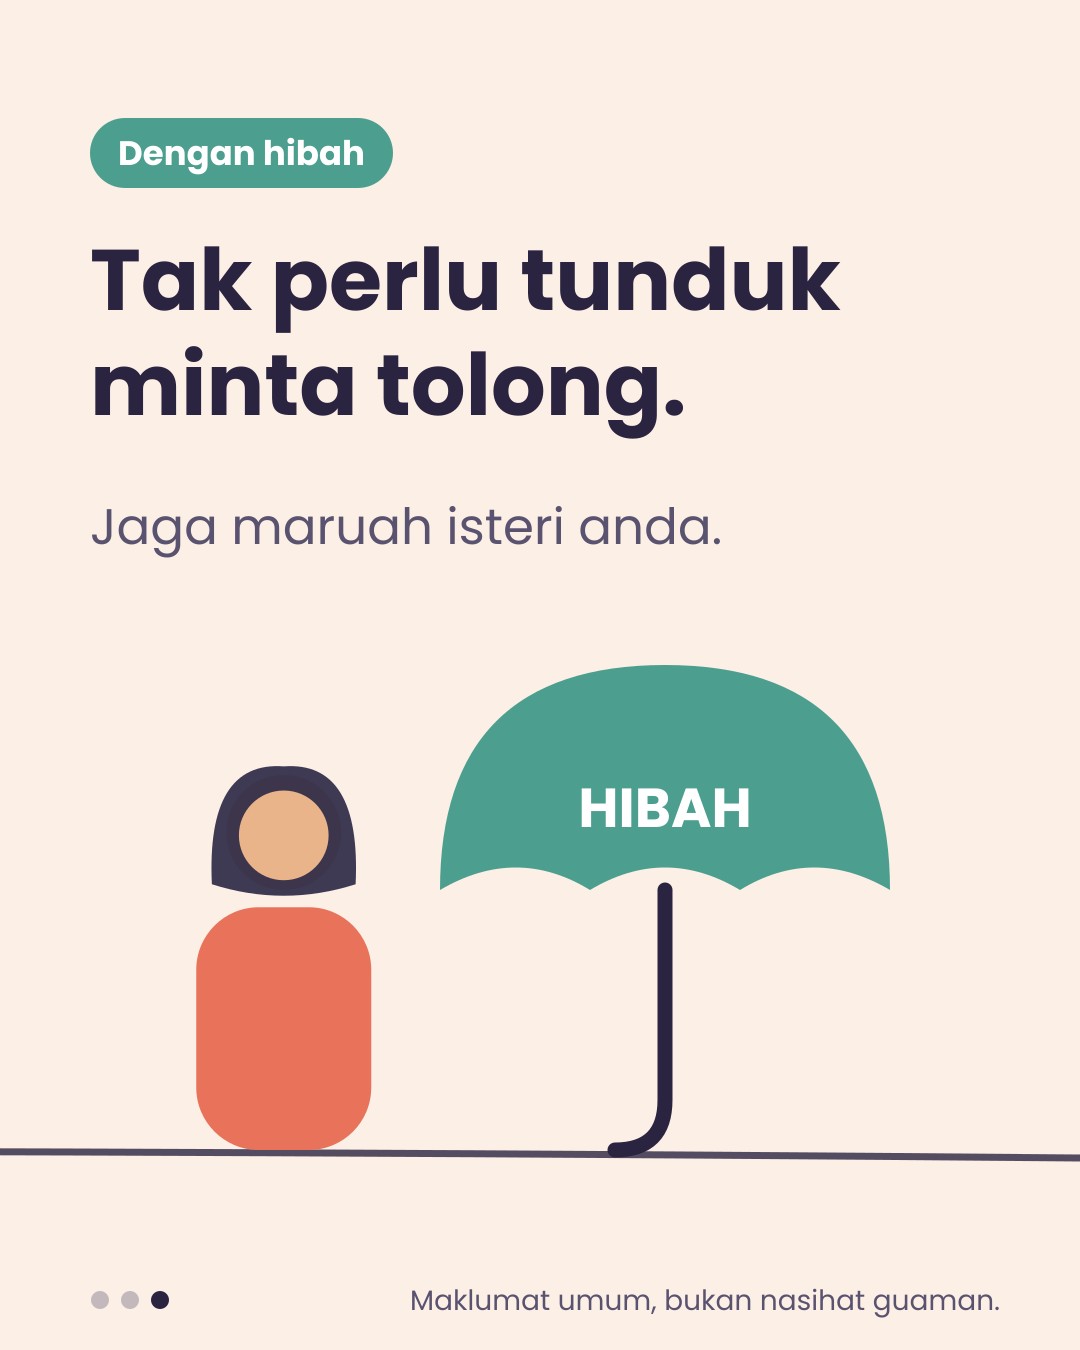 Dengan hibah
Tak perlu tunduk
minta tolong.
Jaga maruah isteri anda.
HIBAH
Maklumat umum, bukan nasihat guaman.